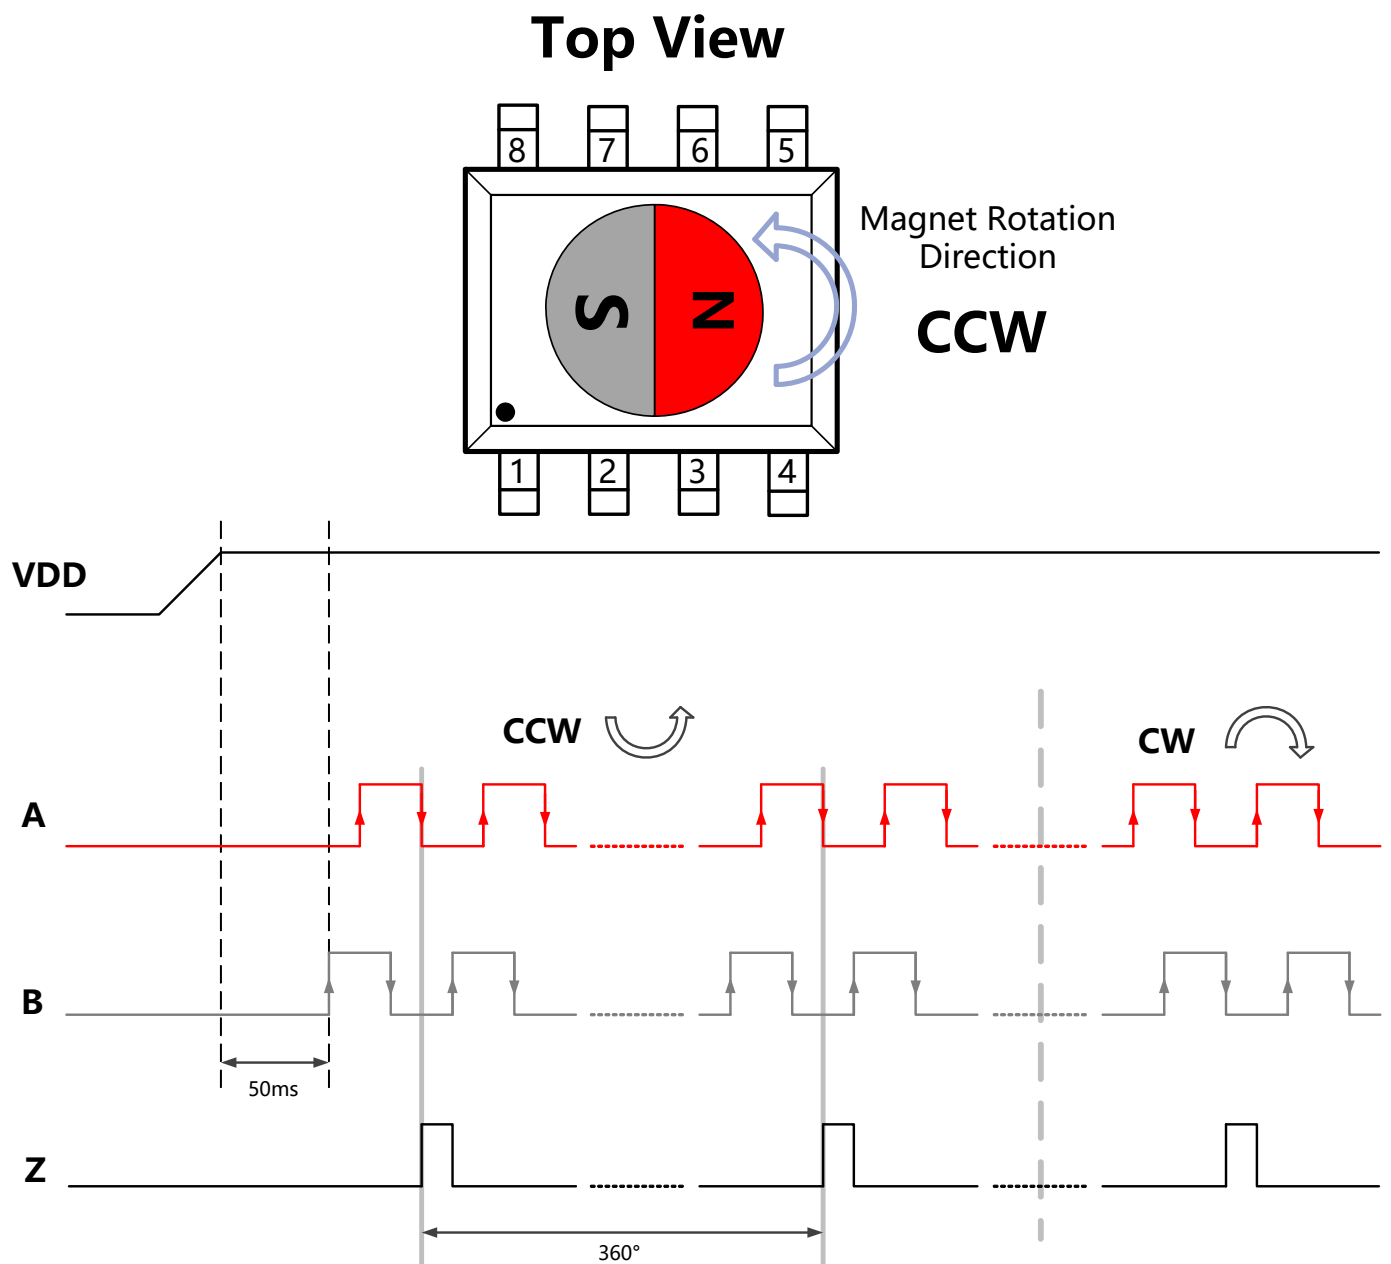 Top View
8 7 6 5
Magnet Rotation
Direction
S N
CCW
1 2 3 4
VDD
CCW
CW
A
B
50ms
Z
360°